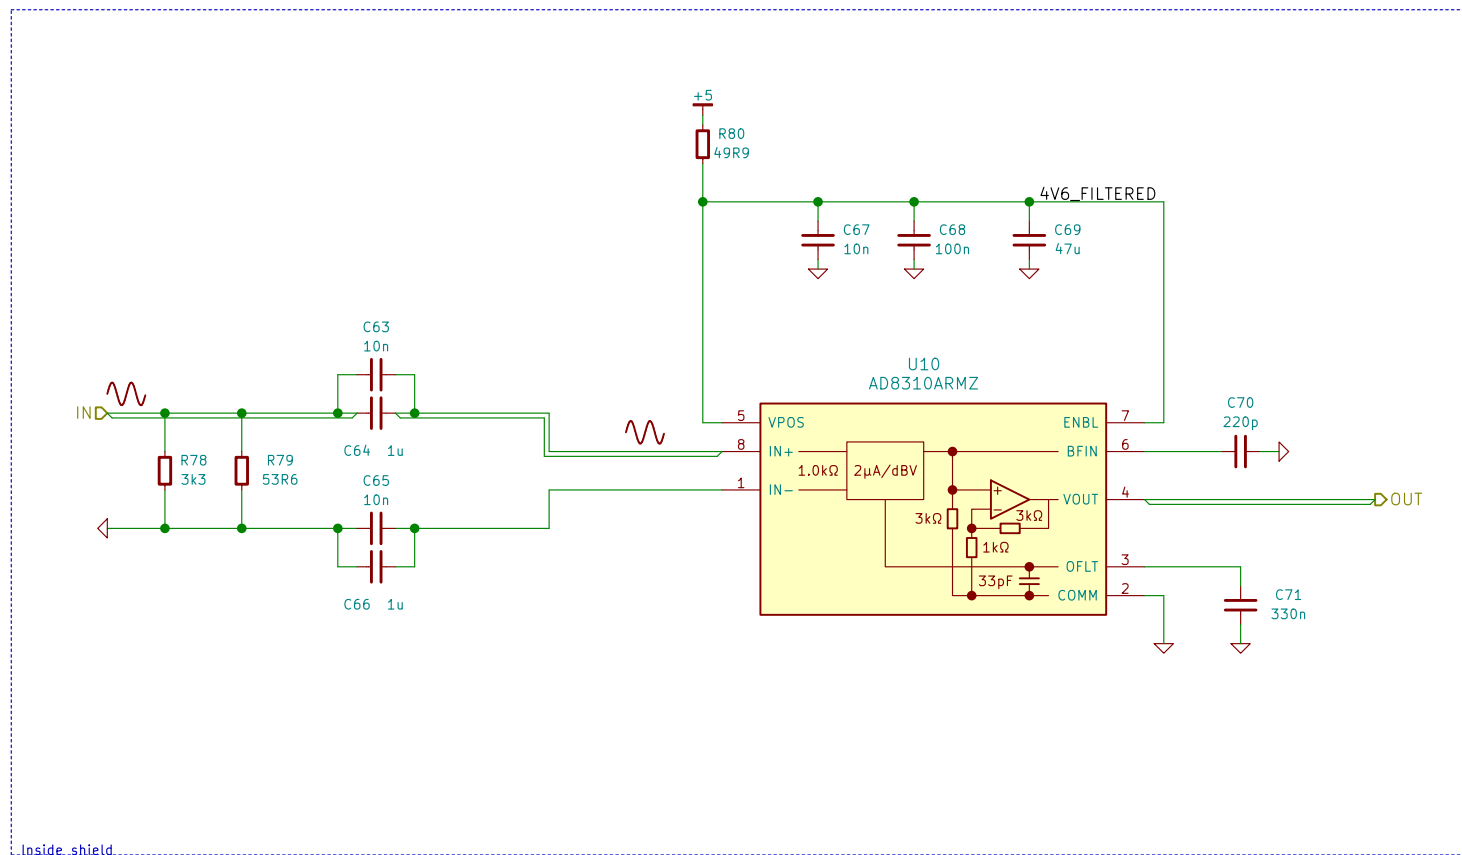 +5
R80
49R9
4V6_FILTERED
C67
10n
C68
100n
C69
47u
C63
10n
IN
C64 1u
R78
3k3
R79
53R6
C65
10n
C66 1u
U10
AD8310ARMZ
5
VPOS
ENBL
7
8
IN+
BFIN
6
1.0kΩ
2µA/dBV
1
IN-
VOUT
4
+
−
3kΩ
3kΩ
1kΩ
OFLT
3
33pF
COMM
2
C70
220p
OUT
C71
330n
Inside shield